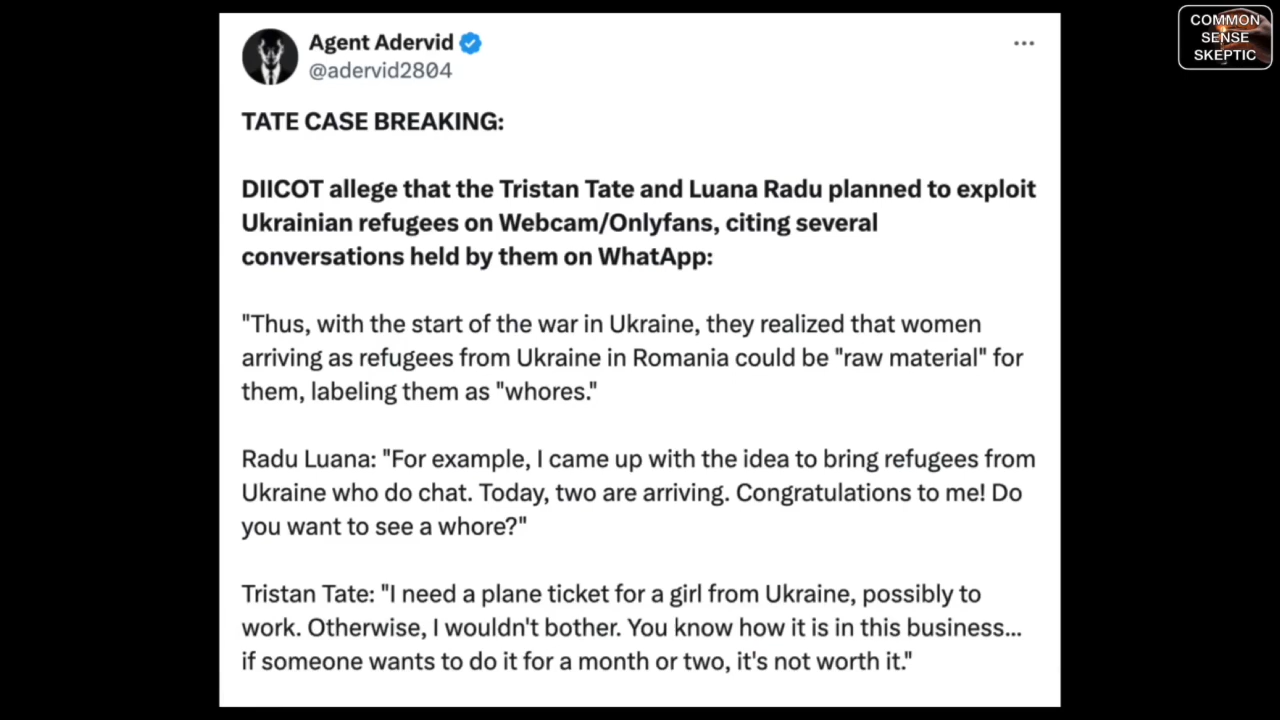 COMMON
SENSE
SKEPTIC
Agent Adervid
@adervid2804
TATE CASE BREAKING:
DIICOT allege that the Tristan Tate and Luana Radu planned to exploit
Ukrainian refugees on Webcam/Onlyfans, citing several
conversations held by them on WhatApp:
"Thus, with the start of the war in Ukraine, they realized that women
arriving as refugees from Ukraine in Romania could be "raw material" for
them, labeling them as "whores."
Radu Luana: "For example, I came up with the idea to bring refugees from
Ukraine who do chat. Today, two are arriving. Congratulations to me! Do
you want to see a whore?"
Tristan Tate: "I need a plane ticket for a girl from Ukraine, possibly to
work. Otherwise, I wouldn't bother. You know how it is in this business...
if someone wants to do it for a month or two, it's not worth it."